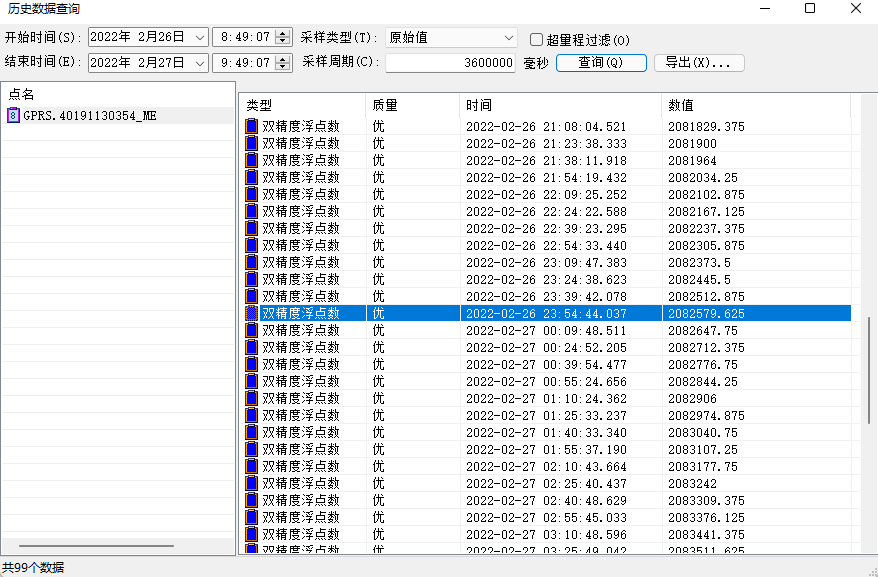 历史数据查询
开始时间(S): 2022年 2月26日 8:49:07 采样类型(T): 原始值 超量程过滤(O)
结束时间(E): 2022年 2月27日 9:49:07 采样周期(C): 3600000 毫秒 查询(Q) 导出(X)...
点名
GPRS.40191130354_ME
类型 质量 时间 数值
双精度浮点数 优 2022-02-26 21:08:04.521 2081829.375
双精度浮点数 优 2022-02-26 21:23:38.333 2081900
双精度浮点数 优 2022-02-26 21:38:11.918 2081964
双精度浮点数 优 2022-02-26 21:54:19.432 2082034.25
双精度浮点数 优 2022-02-26 22:09:25.252 2082102.875
双精度浮点数 优 2022-02-26 22:24:22.588 2082167.125
双精度浮点数 优 2022-02-26 22:39:23.295 2082237.375
双精度浮点数 优 2022-02-26 22:54:33.440 2082305.875
双精度浮点数 优 2022-02-26 23:09:47.383 2082373.5
双精度浮点数 优 2022-02-26 23:24:38.623 2082445.5
双精度浮点数 优 2022-02-26 23:39:42.078 2082512.875
双精度浮点数 优 2022-02-26 23:54:44.037 2082579.625
双精度浮点数 优 2022-02-27 00:09:48.511 2082647.75
双精度浮点数 优 2022-02-27 00:24:52.205 2082712.375
双精度浮点数 优 2022-02-27 00:39:54.477 2082776.75
双精度浮点数 优 2022-02-27 00:55:24.656 2082844.25
双精度浮点数 优 2022-02-27 01:10:24.362 2082906
双精度浮点数 优 2022-02-27 01:25:33.237 2082974.875
双精度浮点数 优 2022-02-27 01:40:33.340 2083040.75
双精度浮点数 优 2022-02-27 01:55:37.190 2083107.25
双精度浮点数 优 2022-02-27 02:10:43.664 2083177.75
双精度浮点数 优 2022-02-27 02:25:40.437 2083242
双精度浮点数 优 2022-02-27 02:40:48.629 2083309.375
双精度浮点数 优 2022-02-27 02:55:45.033 2083376.125
双精度浮点数 优 2022-02-27 03:10:48.596 2083441.375
双精度浮点数 优 2022-02-27 03:25:49.042 2083511.625
共99个数据